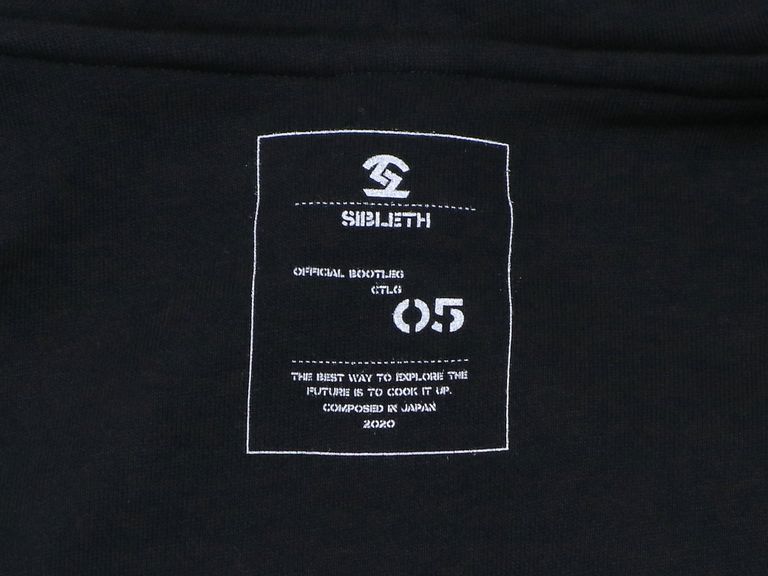 SIBLETH
OFFICIAL BOOTLEG
CTLG
05
THE BEST WAY TO EXPLORE THE
FUTURE IS TO COOK IT UP.
COMPOSED IN JAPAN
2020